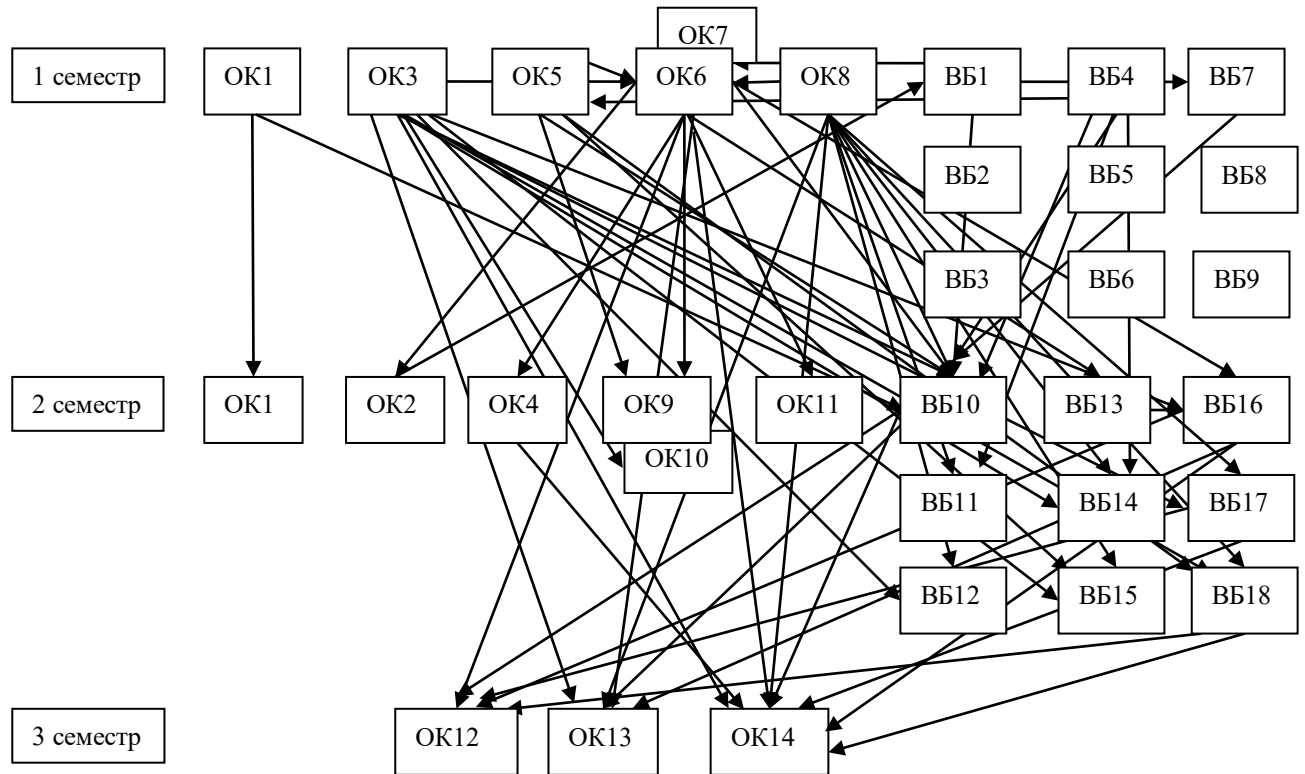 ОК7
1 семестр ОК1 ОК3 ОК5 ОК6 ОК8 ВБ1 ВБ4 ВБ7
ВБ2 ВБ5 ВБ8
ВБ3 ВБ6 ВБ9
2 семестр ОК1 ОК2 ОК4 ОК9 ОК11 ВБ10 ВБ13 ВБ16
ОК10
ВБ11 ВБ14 ВБ17
ВБ12 ВБ15 ВБ18
3 семестр ОК12 ОК13 ОК14